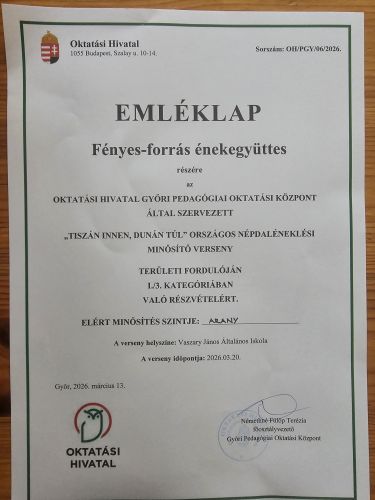 Oktatási Hivatal
1055 Budapest, Szalay u. 10-14.
Sorszám: OH/PGY/06/2026.
EMLÉKLAP
Fényes-forrás énekegyüttes
részére
az
OKTATÁSI HIVATAL GYŐRI PEDAGÓGIAI OKTATÁSI KÖZPONT
ÁLTAL SZERVEZETT
„TISZÁN INNEN, DUNÁN TÚL” ORSZÁGOS NÉPDALÉNEKLÉSI
MINŐSÍTŐ VERSENY
TERÜLETI FORDULÓJÁN
I./3. KATEGÓRIÁBAN
VALÓ RÉSZVÉTELÉRT.
ELÉRT MINŐSÍTÉS SZINTJE: ARANY
A verseny helyszíne: Vaszary János Általános Iskola
A verseny időpontja: 2026.03.20.
Győr, 2026. március 13.
Némethné Fülöp Terézia
főosztályvezető
Győri Pedagógiai Oktatási Központ
OKTATÁSI
HIVATAL